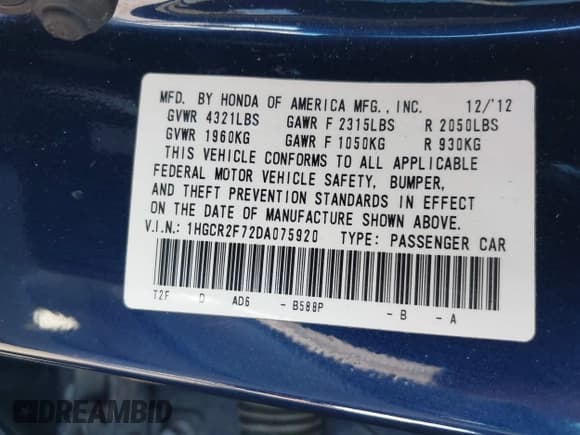 MFD. BY HONDA OF AMERICA MFG., INC. 12/'12
GVWR 4321LBS GAWR F 2315LBS R 2050LBS
GVWR 1960KG GAWR F 1050KG R 930KG
THIS VEHICLE CONFORMS TO ALL APPLICABLE
FEDERAL MOTOR VEHICLE SAFETY, BUMPER,
AND THEFT PREVENTION STANDARDS IN EFFECT
ON THE DATE OF MANUFACTURE SHOWN ABOVE.
V.I.N.: 1HGCR2F72DA075920 TYPE: PASSENGER CAR
T2F D AD6 - B588P - B - A
DREAMBID